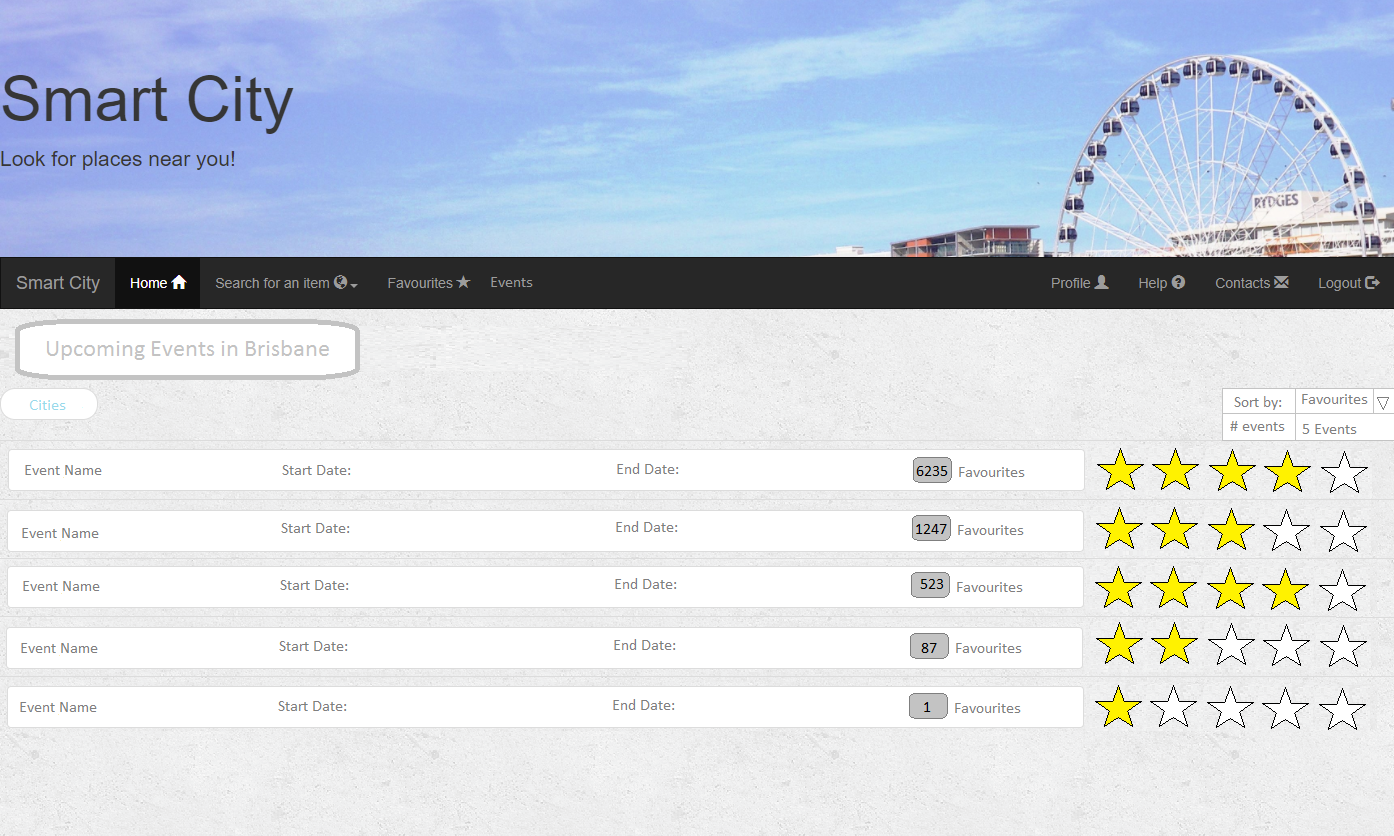 Smart City
Look for places near you!
RYDGES
Smart City Home Search for an item Favourites Events Profile Help Contacts Logout
Upcoming Events in Brisbane
Cities
Sort by: Favourites
# events 5 Events
Event Name Start Date: End Date: 6235 Favourites
Event Name Start Date: End Date: 1247 Favourites
Event Name Start Date: End Date: 523 Favourites
Event Name Start Date: End Date: 87 Favourites
Event Name Start Date: End Date: 1 Favourites